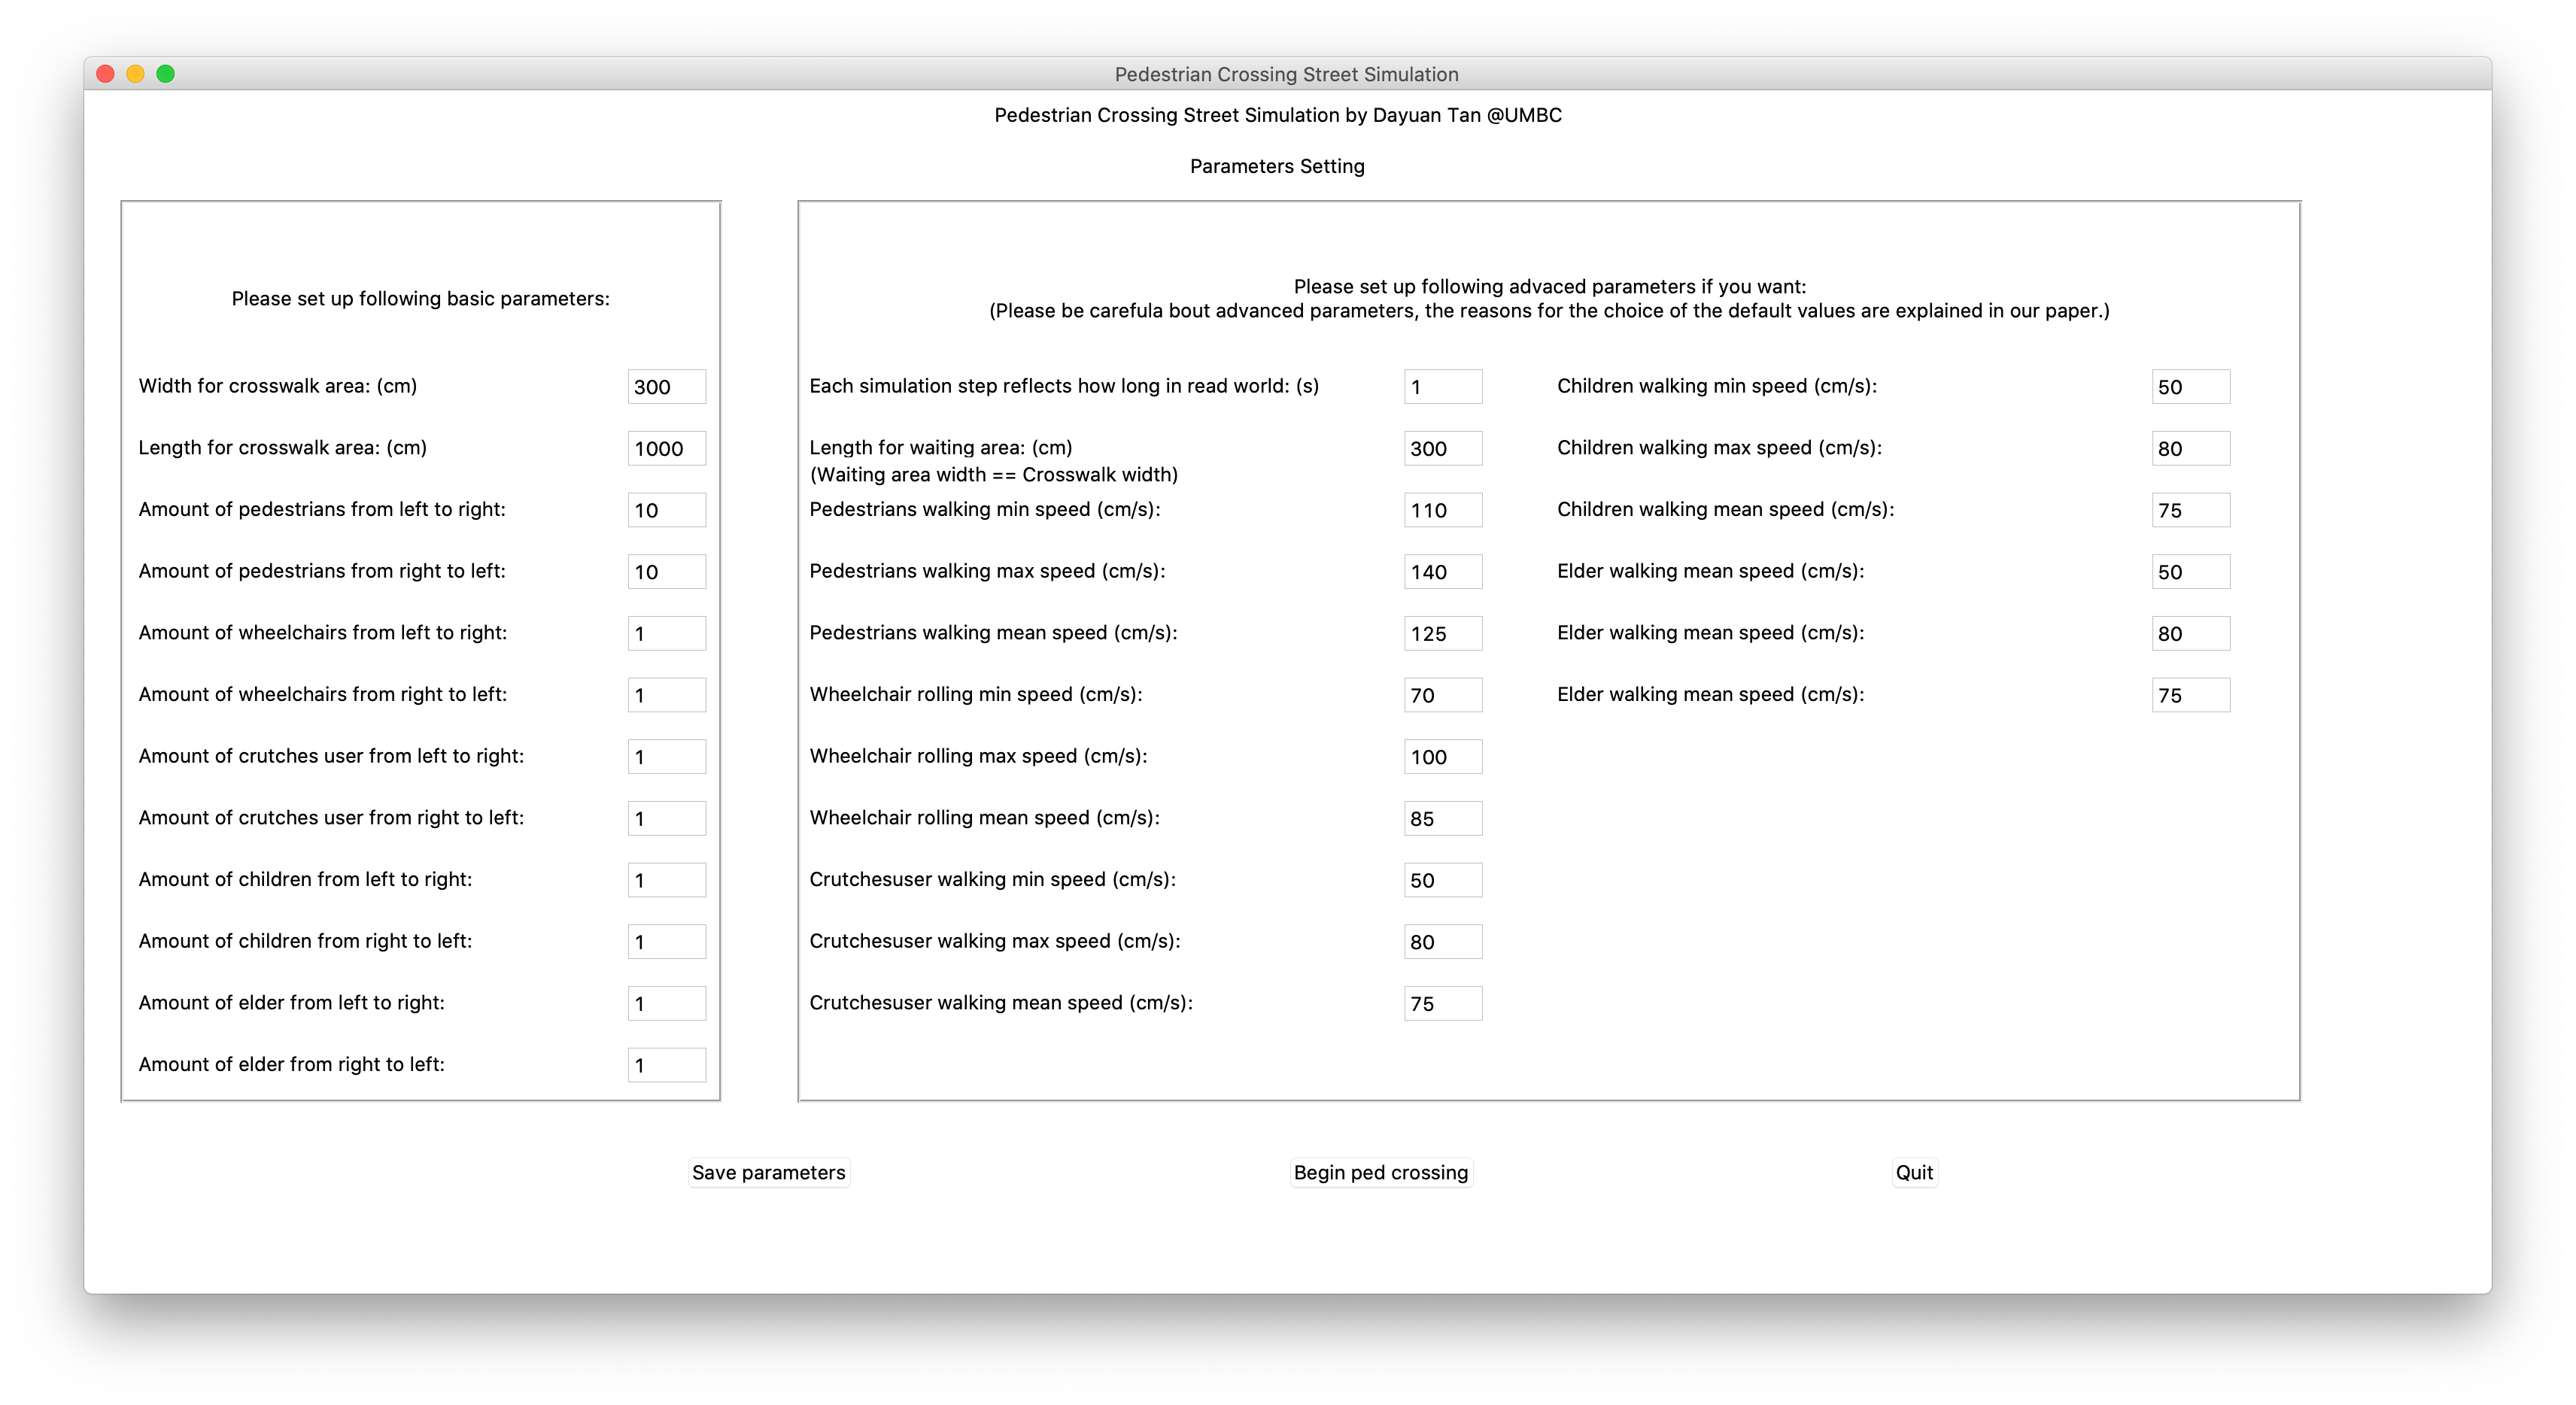 Pedestrian Crossing Street Simulation
Pedestrian Crossing Street Simulation by Dayuan Tan @UMBC
Parameters Setting
Please set up following basic parameters:
Width for crosswalk area: (cm) 300
Length for crosswalk area: (cm) 1000
Amount of pedestrians from left to right: 10
Amount of pedestrians from right to left: 10
Amount of wheelchairs from left to right: 1
Amount of wheelchairs from right to left: 1
Amount of crutches user from left to right: 1
Amount of crutches user from right to left: 1
Amount of children from left to right: 1
Amount of children from right to left: 1
Amount of elder from left to right: 1
Amount of elder from right to left: 1
Please set up following advaced parameters if you want:
(Please be carefula bout advanced parameters, the reasons for the choice of the default values are explained in our paper.)
Each simulation step reflects how long in read world: (s) 1
Length for waiting area: (cm) 300
(Waiting area width == Crosswalk width)
Pedestrians walking min speed (cm/s): 110
Pedestrians walking max speed (cm/s): 140
Pedestrians walking mean speed (cm/s): 125
Wheelchair rolling min speed (cm/s): 70
Wheelchair rolling max speed (cm/s): 100
Wheelchair rolling mean speed (cm/s): 85
Crutchesuser walking min speed (cm/s): 50
Crutchesuser walking max speed (cm/s): 80
Crutchesuser walking mean speed (cm/s): 75
Children walking min speed (cm/s): 50
Children walking max speed (cm/s): 80
Children walking mean speed (cm/s): 75
Elder walking mean speed (cm/s): 50
Elder walking mean speed (cm/s): 80
Elder walking mean speed (cm/s): 75
Save parameters
Begin ped crossing
Quit